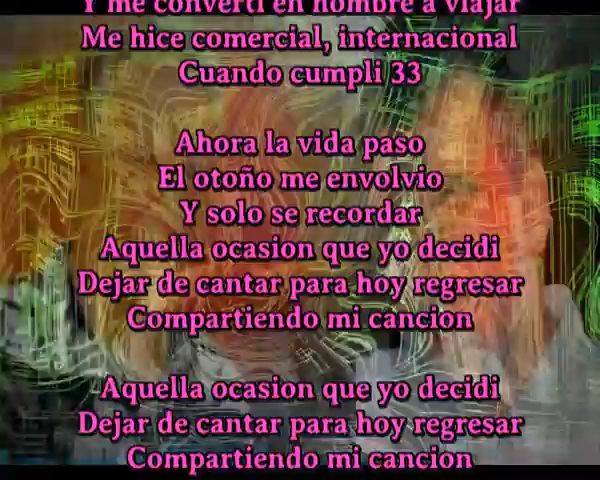 Y me converti en hombre a viajar
Me hice comercial, internacional
Cuando cumpli 33
Ahora la vida paso
El otoño me envolvio
Y solo se recordar
Aquella ocasion que yo decidi
Dejar de cantar para hoy regresar
Compartiendo mi cancion
Aquella ocasion que yo decidi
Dejar de cantar para hoy regresar
Compartiendo mi cancion